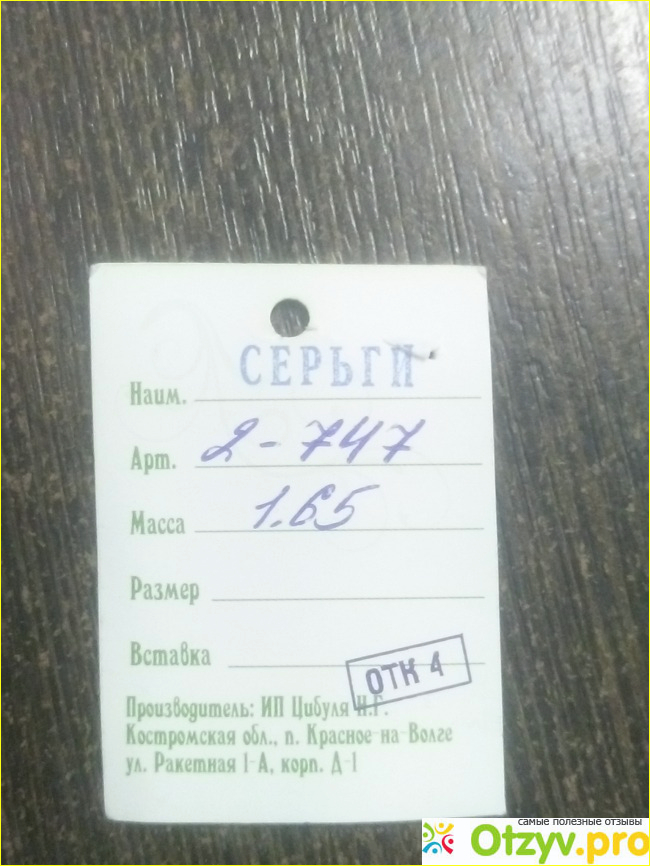 СЕРЬГИ
Наим.
Арт. 2-747
Масса 1.65
Размер
Вставка
ОТК 4
Производитель: ИП Цибуля Н.Г.
Костромская обл., п. Красное-на-Волге
ул. Ракетная 1-А, корп. Д-1
самые полезные отзывы
Otzyv.pro